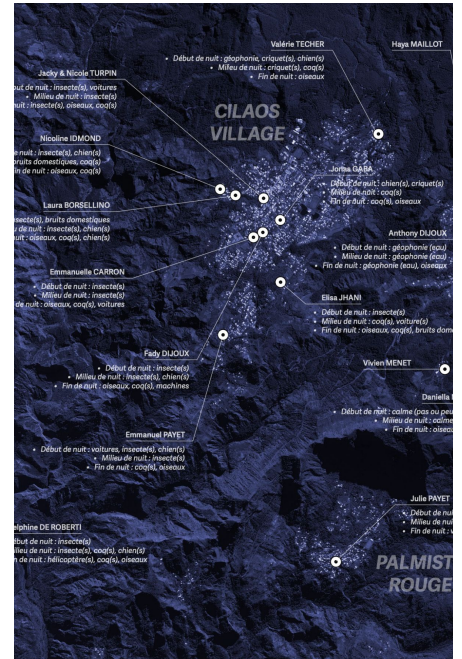 Valérie TECHER
• Début de nuit : géophonie, criquet(s), chien(s)
• Milieu de nuit : criquet(s), coq(s)
• Fin de nuit : oiseaux
Haya MAILLOT
Jacky & Nicole TURPIN
ut de nuit : insecte(s), voitures
• Milieu de nuit : insecte(s)
nuit : insecte(s), oiseaux, coq(s)
CILAOS
VILLAGE
Nicoline IDMOND
e nuit : insecte(s), chien(s)
bruits domestiques, coq(s)
in de nuit : oiseaux, coq(s)
Jorma GABA
• Début de nuit : chien(s), criquet(s)
• Milieu de nuit : coq(s)
• Fin de nuit : coq(s), oiseaux
Laura BORSELLINO
insecte(s), bruits domestiques
u de nuit : insecte(s), chien(s)
uit : oiseaux, coq(s), chien(s)
Anthony DIJOUX
• Début de nuit : géophonie (eau)
• Milieu de nuit : géophonie (eau)
• Fin de nuit : géophonie (eau), oiseaux
Emmanuelle CARRON
• Début de nuit : insecte(s)
• Milieu de nuit : insecte(s)
de nuit : oiseaux, coq(s), voitures
Elisa JHANI
• Début de nuit : insecte(s)
• Milieu de nuit : coq(s), voiture(s)
• Fin de nuit : oiseaux, coq(s), bruits dome
Fady DIJOUX
• Début de nuit : insecte(s)
• Milieu de nuit : insecte(s), chien(s)
• Fin de nuit : oiseaux, coq(s), machines
Vivien MENET
Daniella
• Début de nuit : calme (pas ou peu
• Milieu de nuit : calme
• Fin de nuit : oiseau
Emmanuel PAYET
• Début de nuit : voitures, insecte(s), chien(s)
• Milieu de nuit : insecte(s)
• Fin de nuit : coq(s), oiseaux
Julie PAYET
• Début de nui
• Milieu de nui
• Fin de nuit : v
elphine DE ROBERTI
ébut de nuit : insecte(s)
ilieu de nuit : insecte(s), coq(s), chien(s)
in de nuit : hélicoptère(s), coq(s), oiseaux
PALMIST
ROUGE